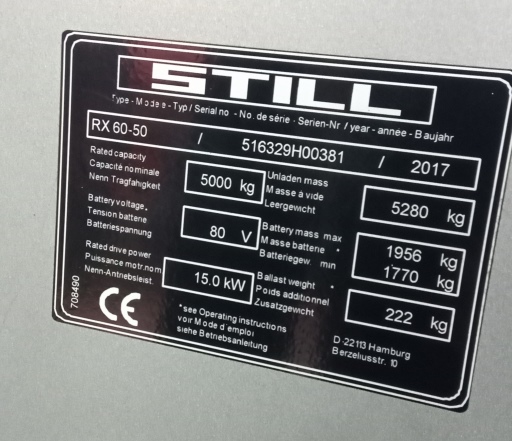 STILL
Type - Modele - Typ / Serial no - No. de série - Serien-Nr / year - année - Baujahr
RX 60-50 / 516329H00381 / 2017
Rated capacity
Capacité nominale
Nenn Tragfahigkeit
5000 kg
Unladen mass
Masse à vide
Leergewicht
5280 kg
Battery voltage
Tension batterie
Batteriespannung
80 V
Battery mass max
Masse batterie *
Batteriegew. min
1956 kg
1770 kg
Rated drive power
Puissance motr.nom
Nenn-Antriebsleist.
15.0 kW
Ballast weight *
Poids additionnel
Zusatzgewicht
222 kg
708490
CE
*see Operating instructions
voir Mode d'emploi
siehe Betriebsanleitung
D-22113 Hamburg
Berzeliusstr. 10